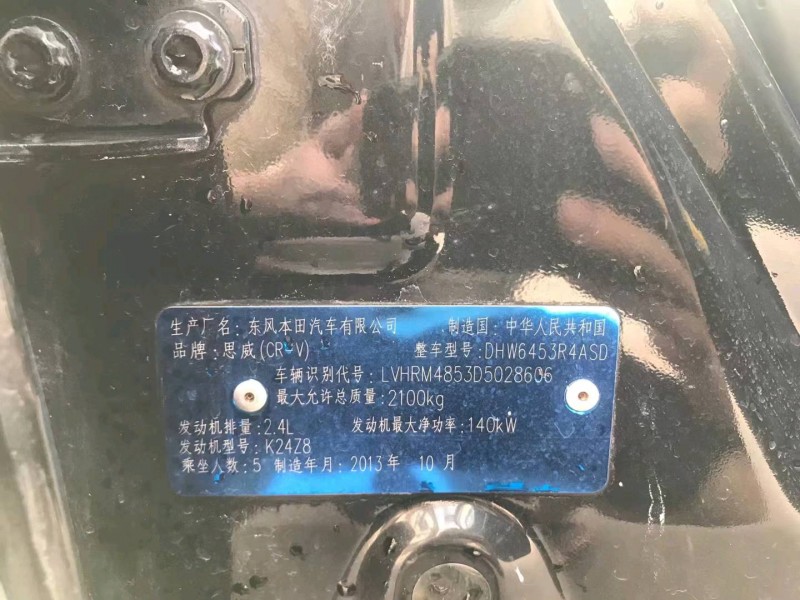 生产厂名：东风本田汽车有限公司 制造国：中华人民共和国
品牌：思威(CR-V) 整车型号：DHW6453R4ASD
车辆识别代号：LVHRM4853D5028606
最大允许总质量：2100kg
发动机排量：2.4L 发动机最大净功率：140kW
发动机型号：K24Z8
乘坐人数：5 制造年月：2013年 10月